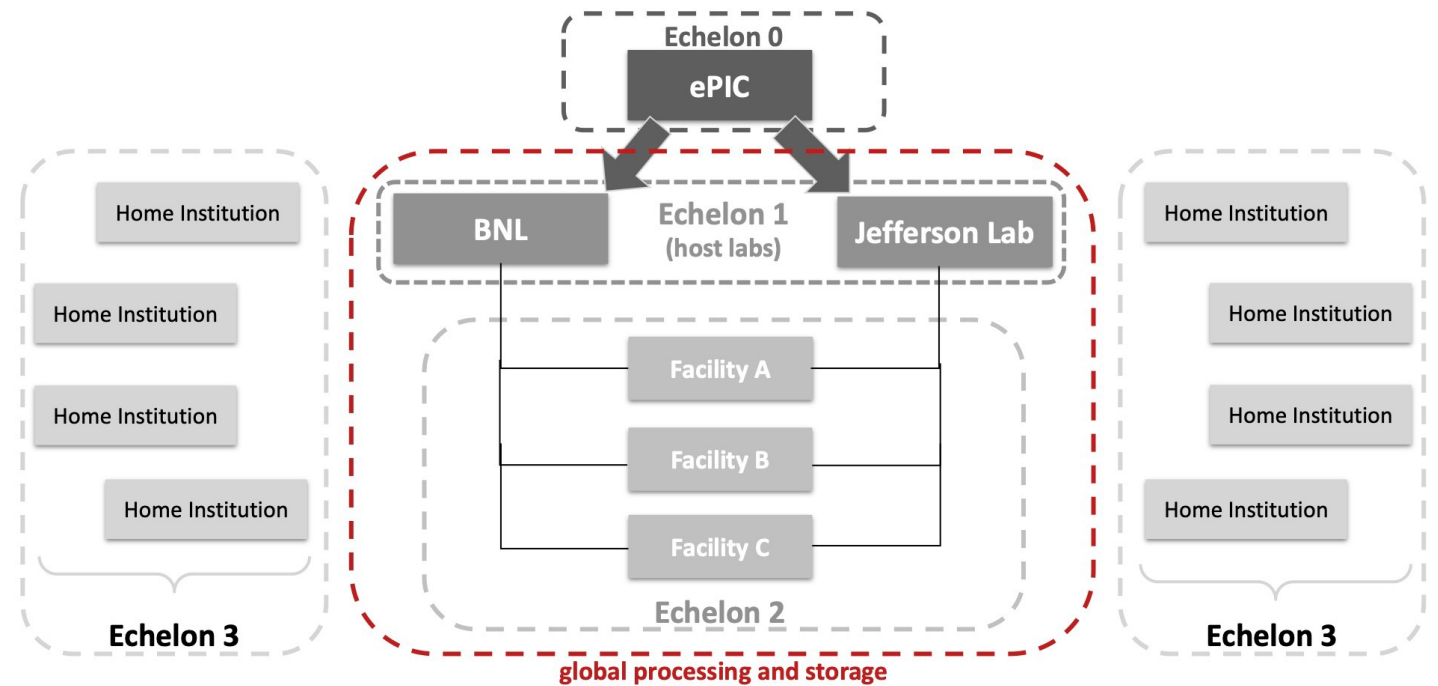 Echelon 0
ePIC
Home Institution
Home Institution
Home Institution
Home Institution
Echelon 3
BNL
Echelon 1
(host labs)
Jefferson Lab
Facility A
Facility B
Facility C
Echelon 2
global processing and storage
Home Institution
Home Institution
Home Institution
Home Institution
Echelon 3